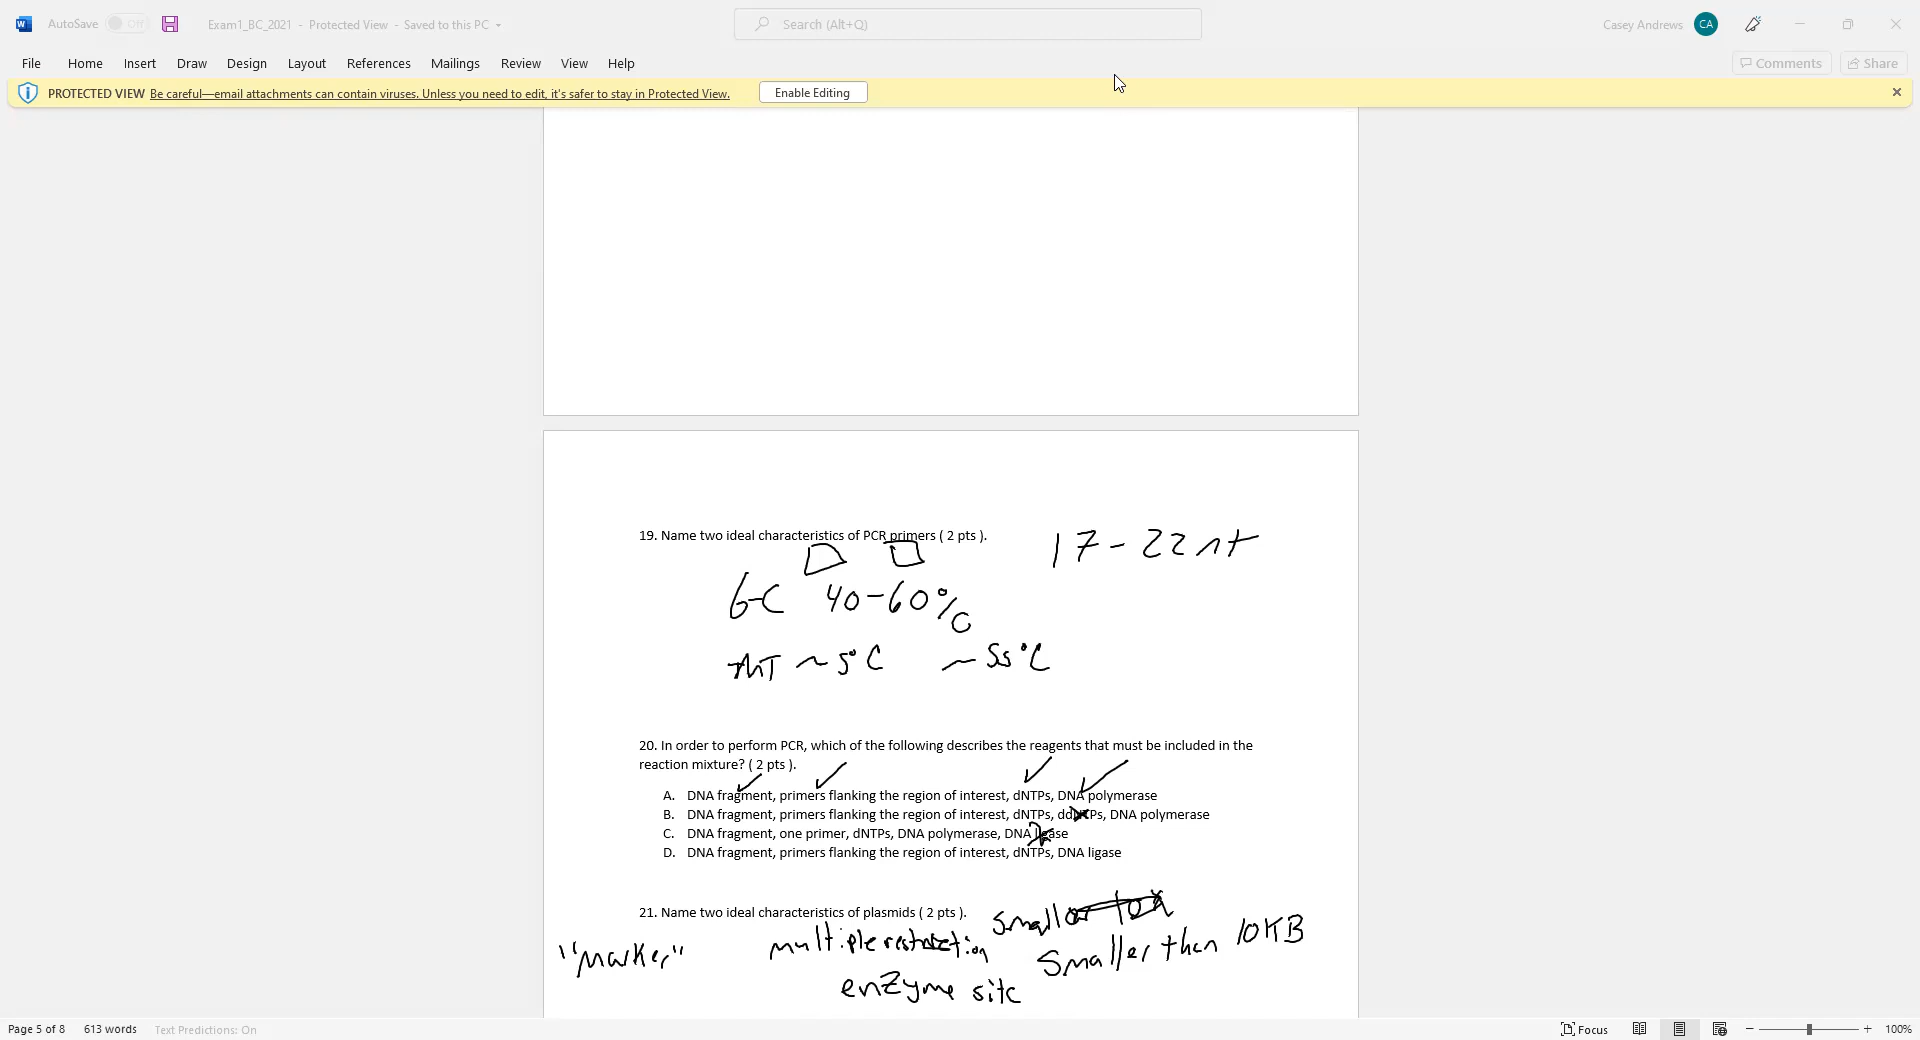 AutoSave Off Exam1_BC_2021 - Protected View - Saved to this PC Search (Alt+Q) Casey Andrews CA
File Home Insert Draw Design Layout References Mailings Review View Help Comments Share
PROTECTED VIEW Be careful—email attachments can contain viruses. Unless you need to edit, it's safer to stay in Protected View. Enable Editing
19. Name two ideal characteristics of PCR primers ( 2 pts ).
17-22nt
G-C 40-60%
MT ~5°C ~55°C
20. In order to perform PCR, which of the following describes the reagents that must be included in the
reaction mixture? ( 2 pts ).
A. DNA fragment, primers flanking the region of interest, dNTPs, DNA polymerase
B. DNA fragment, primers flanking the region of interest, dNTPs, ddNTPs, DNA polymerase
C. DNA fragment, one primer, dNTPs, DNA polymerase, DNA ligase
D. DNA fragment, primers flanking the region of interest, dNTPs, DNA ligase
21. Name two ideal characteristics of plasmids ( 2 pts ).
"marker" multiple restriction smaller than 10KB
enzyme site
Page 5 of 8 613 words Text Predictions: On Focus 100%